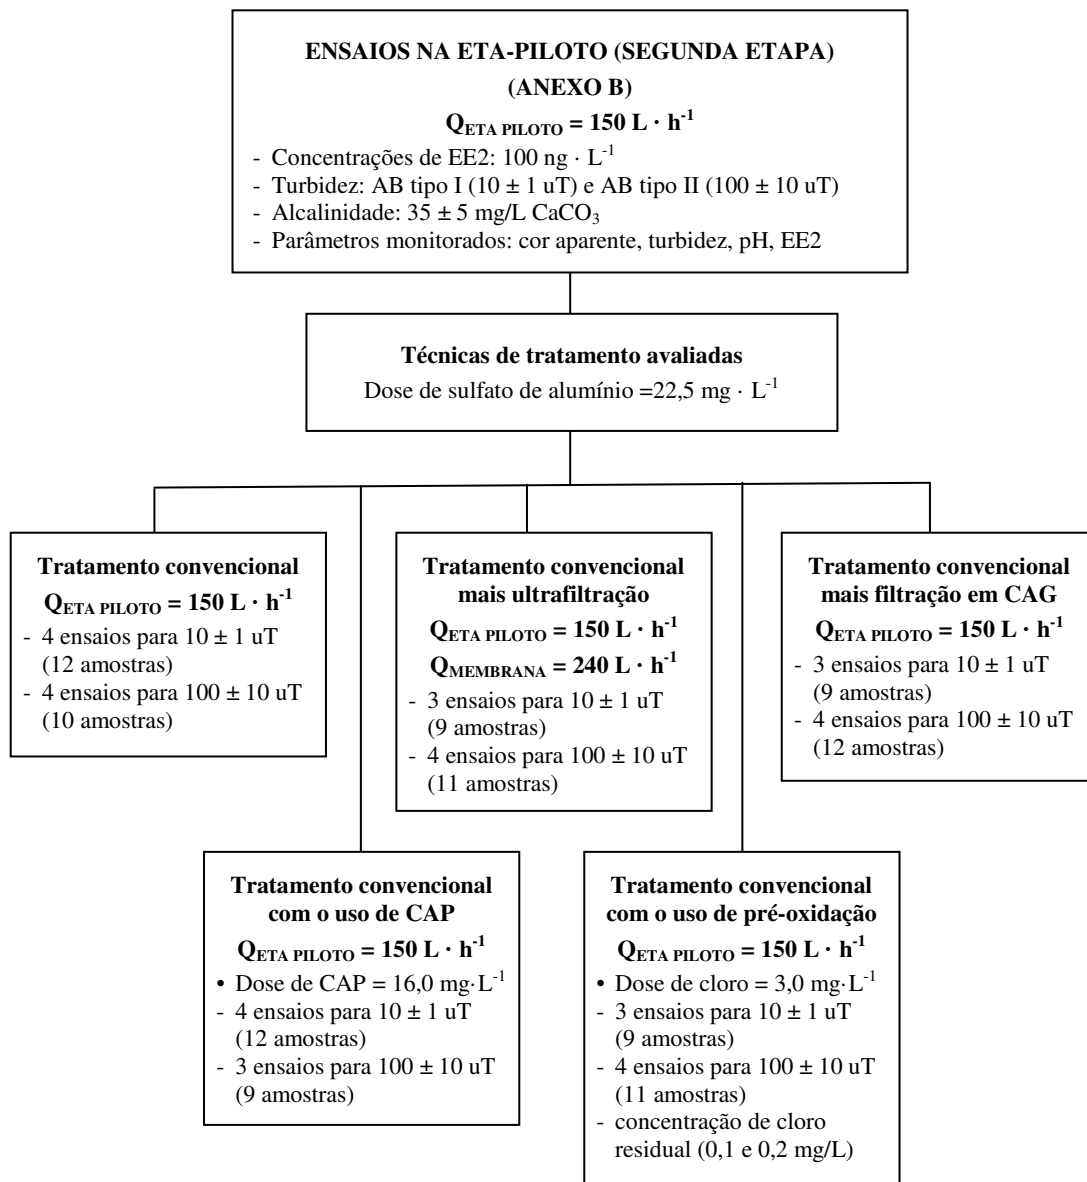 ENSAIOS NA ETA-PILOTO (SEGUNDA ETAPA)
(ANEXO B)
Q_ETA PILOTO = 150 L · h⁻¹
- Concentrações de EE2: 100 ng · L⁻¹
- Turbidez: AB tipo I (10 ± 1 uT) e AB tipo II (100 ± 10 uT)
- Alcalinidade: 35 ± 5 mg/L CaCO₃
- Parâmetros monitorados: cor aparente, turbidez, pH, EE2
Técnicas de tratamento avaliadas
Dose de sulfato de alumínio =22,5 mg · L⁻¹
Tratamento convencional
Q_ETA PILOTO = 150 L · h⁻¹
- 4 ensaios para 10 ± 1 uT
(12 amostras)
- 4 ensaios para 100 ± 10 uT
(10 amostras)
Tratamento convencional
mais ultrafiltração
Q_ETA PILOTO = 150 L · h⁻¹
Q_MEMBRANA = 240 L · h⁻¹
- 3 ensaios para 10 ± 1 uT
(9 amostras)
- 4 ensaios para 100 ± 10 uT
(11 amostras)
Tratamento convencional
mais filtração em CAG
Q_ETA PILOTO = 150 L · h⁻¹
- 3 ensaios para 10 ± 1 uT
(9 amostras)
- 4 ensaios para 100 ± 10 uT
(12 amostras)
Tratamento convencional
com o uso de CAP
Q_ETA PILOTO = 150 L · h⁻¹
• Dose de CAP = 16,0 mg·L⁻¹
- 4 ensaios para 10 ± 1 uT
(12 amostras)
- 3 ensaios para 100 ± 10 uT
(9 amostras)
Tratamento convencional
com o uso de pré-oxidação
Q_ETA PILOTO = 150 L · h⁻¹
• Dose de cloro = 3,0 mg·L⁻¹
- 3 ensaios para 10 ± 1 uT
(9 amostras)
- 4 ensaios para 100 ± 10 uT
(11 amostras)
- concentração de cloro
residual (0,1 e 0,2 mg/L)